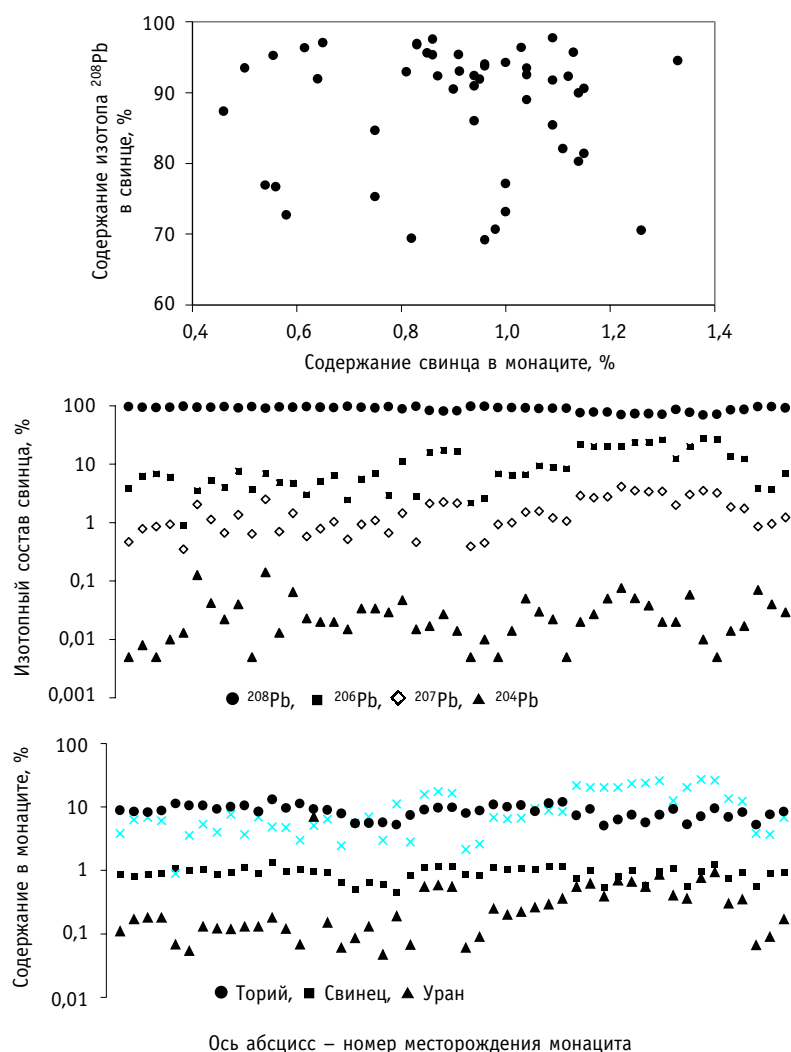 Содержание изотопа ²⁰⁸Pb
в свинце, %
100
90
80
70
60
0,4 0,6 0,8 1,0 1,2 1,4
Содержание свинца в монаците, %
Изотопный состав свинца, %
100
10
1
0,1
0,01
0,001
²⁰⁸Pb, ²⁰⁶Pb, ²⁰⁷Pb, ²⁰⁴Pb
Содержание в монаците, %
100
10
1
0,1
0,01
Торий, Свинец, Уран
Ось абсцисс – номер месторождения монацита